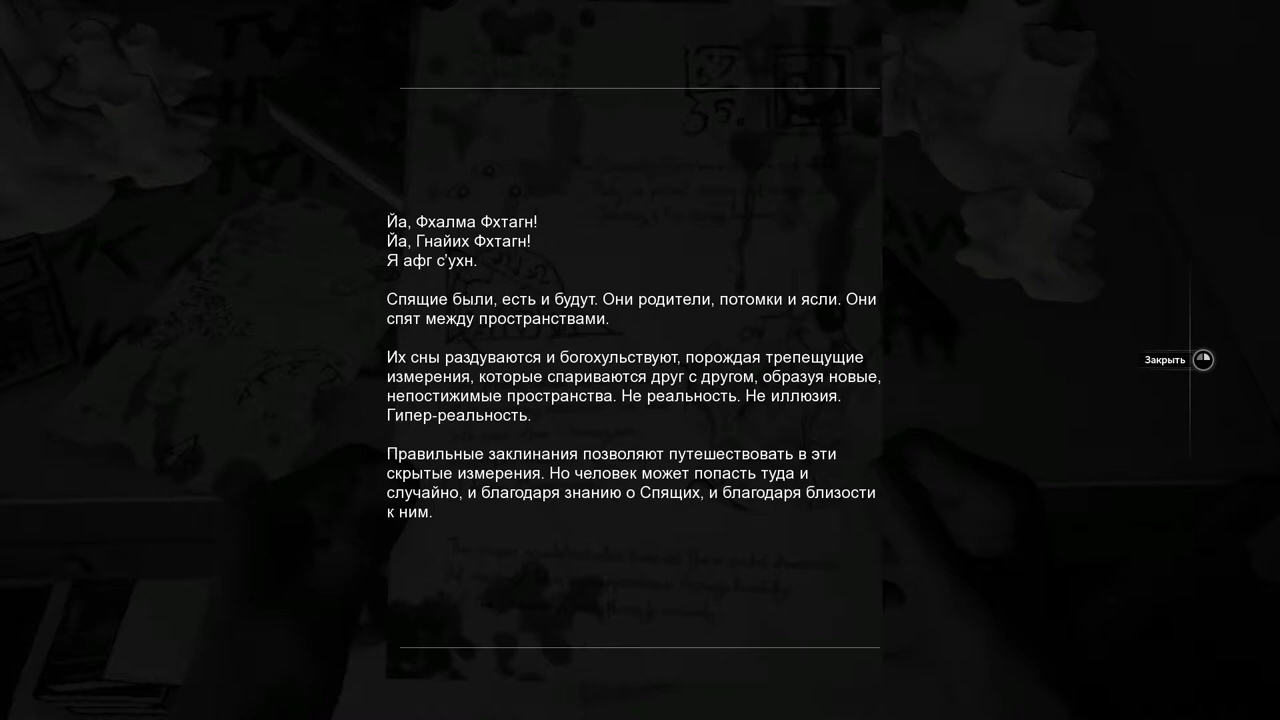 Йа, Фхалма Фхтагн!
Йа, Гнайих Фхтагн!
Я афг с'ухн.
Спящие были, есть и будут. Они родители, потомки и ясли. Они
спят между пространствами.
Их сны раздуваются и богохульствуют, порождая трепещущие
измерения, которые спариваются друг с другом, образуя новые,
непостижимые пространства. Не реальность. Не иллюзия.
Гипер-реальность.
Правильные заклинания позволяют путешествовать в эти
скрытые измерения. Но человек может попасть туда и
случайно, и благодаря знанию о Спящих, и благодаря близости
к ним.
Закрыть